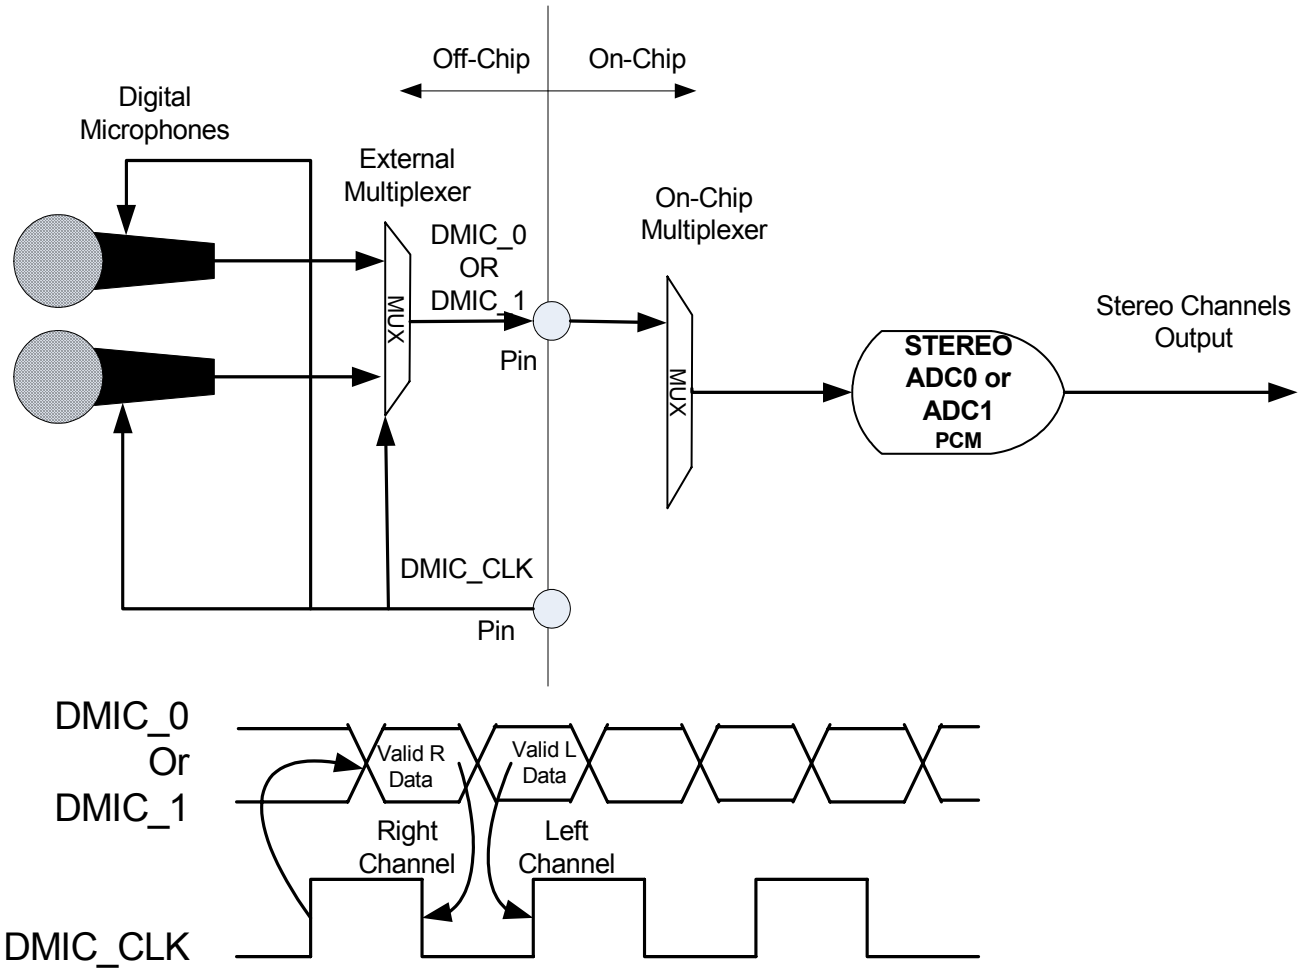 Off-Chip
On-Chip
Digital
Microphones
External
Multiplexer
On-Chip
Multiplexer
DMIC_0
OR
DMIC_1
MUX
Pin
MUX
STEREO
ADC0 or
ADC1
PCM
Stereo Channels
Output
DMIC_CLK
Pin
DMIC_0
Or
DMIC_1
Valid R
Data
Valid L
Data
Right
Channel
Left
Channel
DMIC_CLK